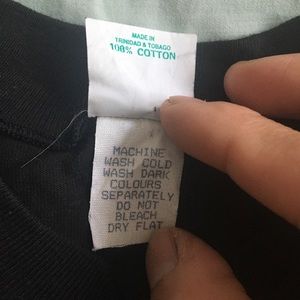 MADE IN
TRINIDAD & TOBAGO
100% COTTON
MACHINE
WASH COLD
WASH DARK
COLOURS
SEPARATELY
DO NOT
BLEACH
DRY FLAT